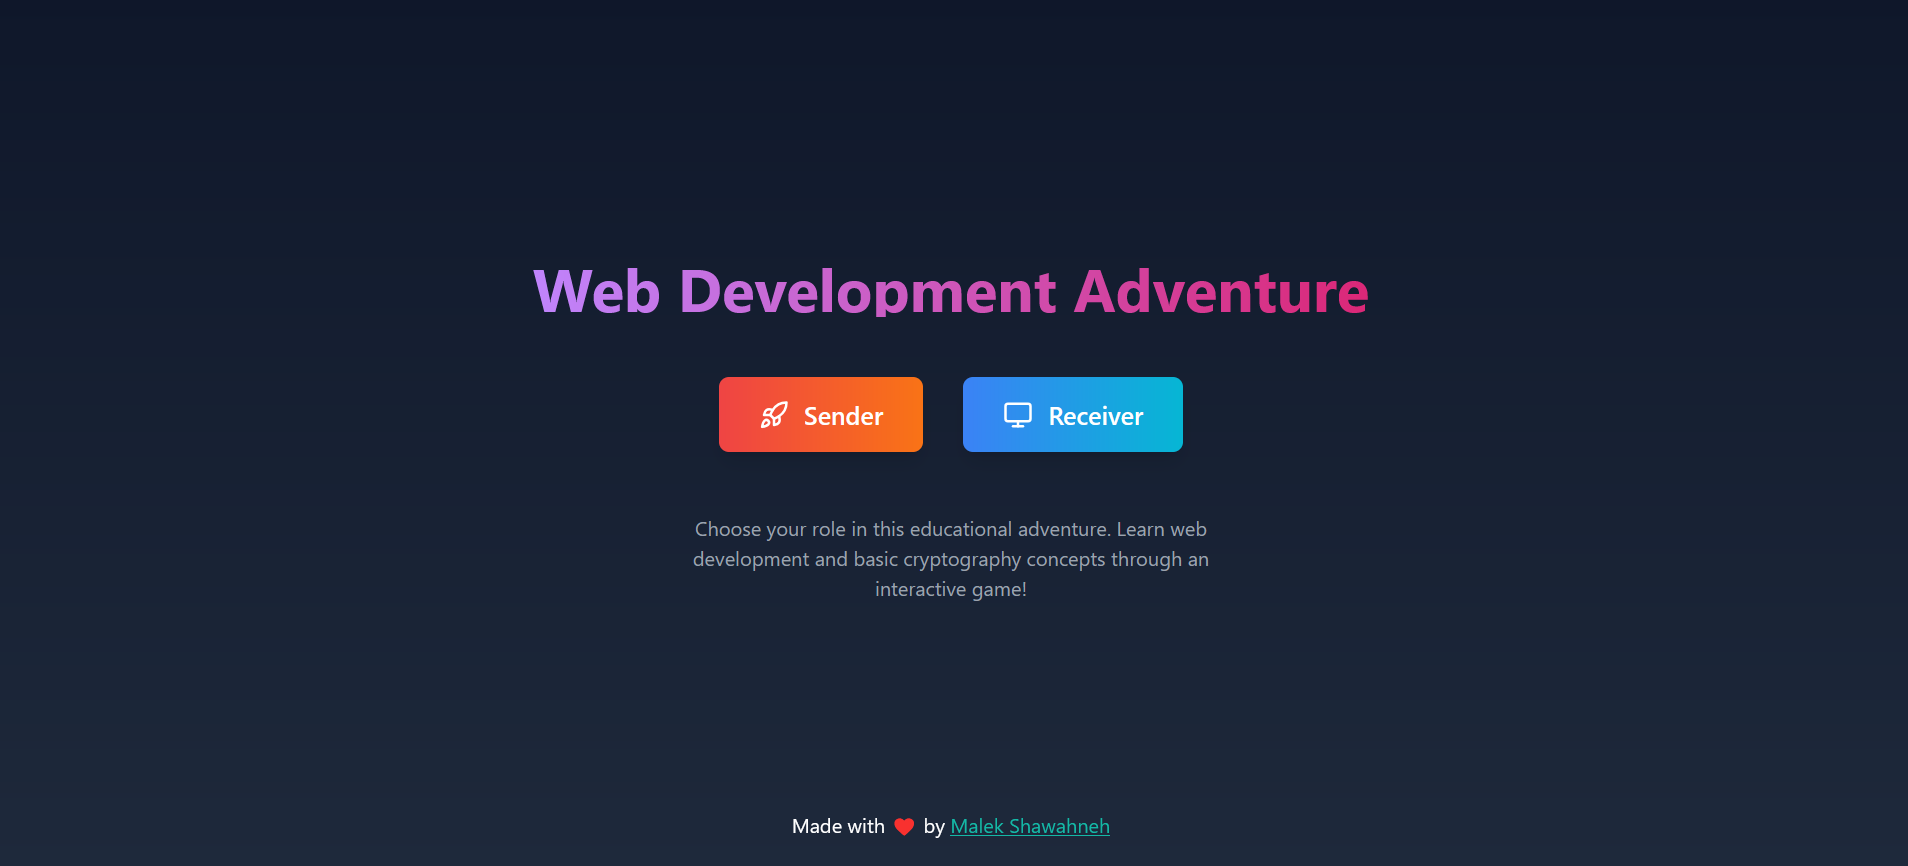 Web Development Adventure
Sender
Receiver
Choose your role in this educational adventure. Learn web
development and basic cryptography concepts through an
interactive game!
Made with ❤ by Malek Shawahneh